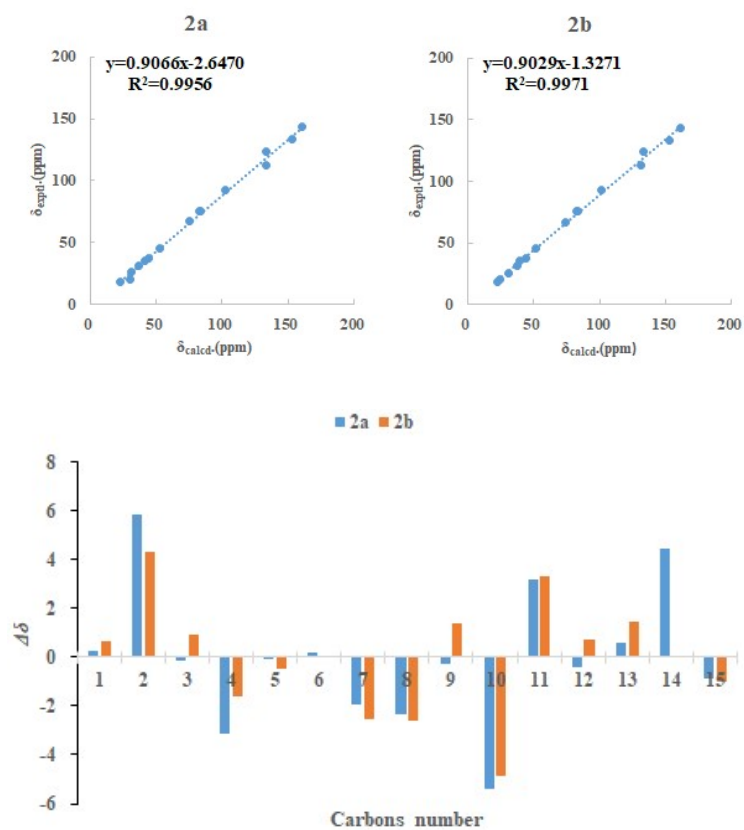 2a
2b
200
y=0.9066x-2.6470
R²=0.9956
150
100
50
0
δexptl.(ppm)
0
50
100
150
200
δcalcd.(ppm)
200
y=0.9029x-1.3271
R²=0.9971
150
100
50
0
δexptl.(ppm)
0
50
100
150
200
δcalcd.(ppm)
2a 2b
8
6
4
2
0
-2
-4
-6
Δδ
1 2 3 4 5 6 7 8 9 10 11 12 13 14 15
Carbons number